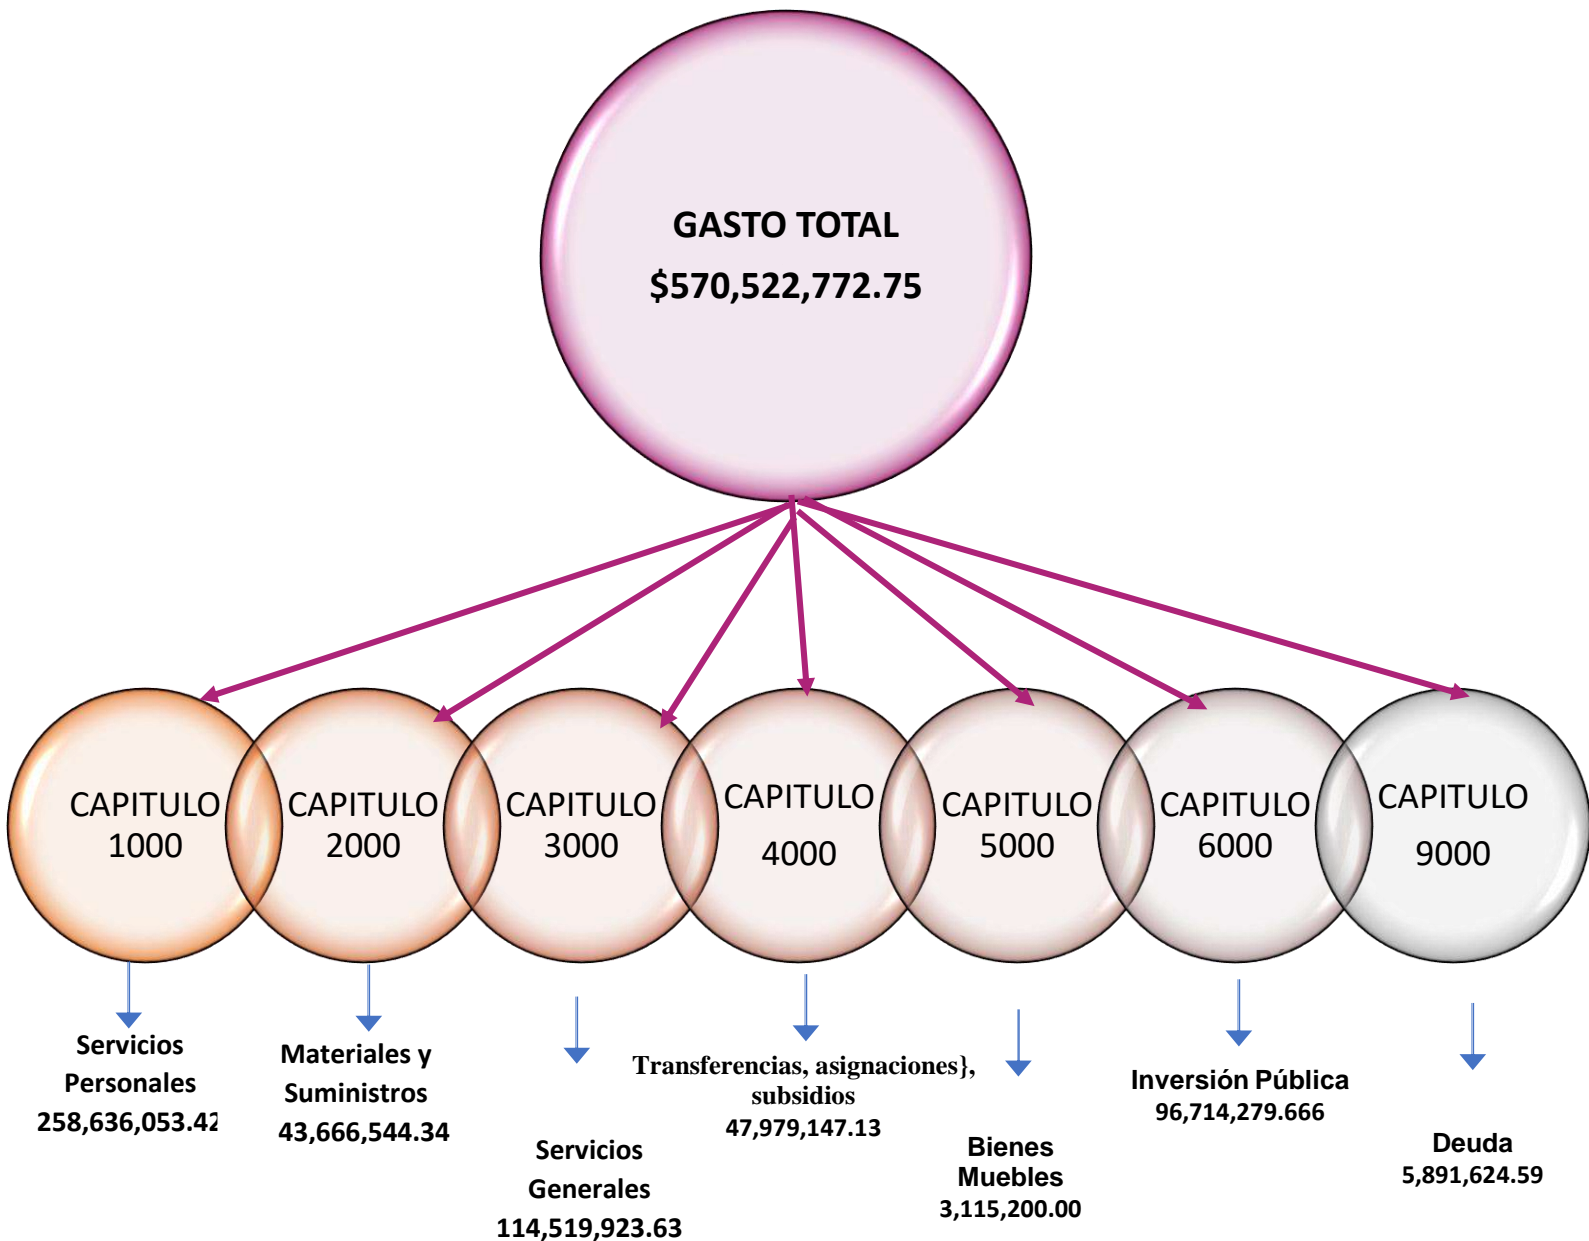 GASTO TOTAL
$570,522,772.75
CAPITULO
1000
CAPITULO
2000
CAPITULO
3000
CAPITULO
4000
CAPITULO
5000
CAPITULO
6000
CAPITULO
9000
Servicios
Personales
258,636,053.42
Materiales y
Suministros
43,666,544.34
Servicios
Generales
114,519,923.63
Transferencias, asignaciones},
subsidios
47,979,147.13
Bienes
Muebles
3,115,200.00
Inversión Pública
96,714,279.666
Deuda
5,891,624.59